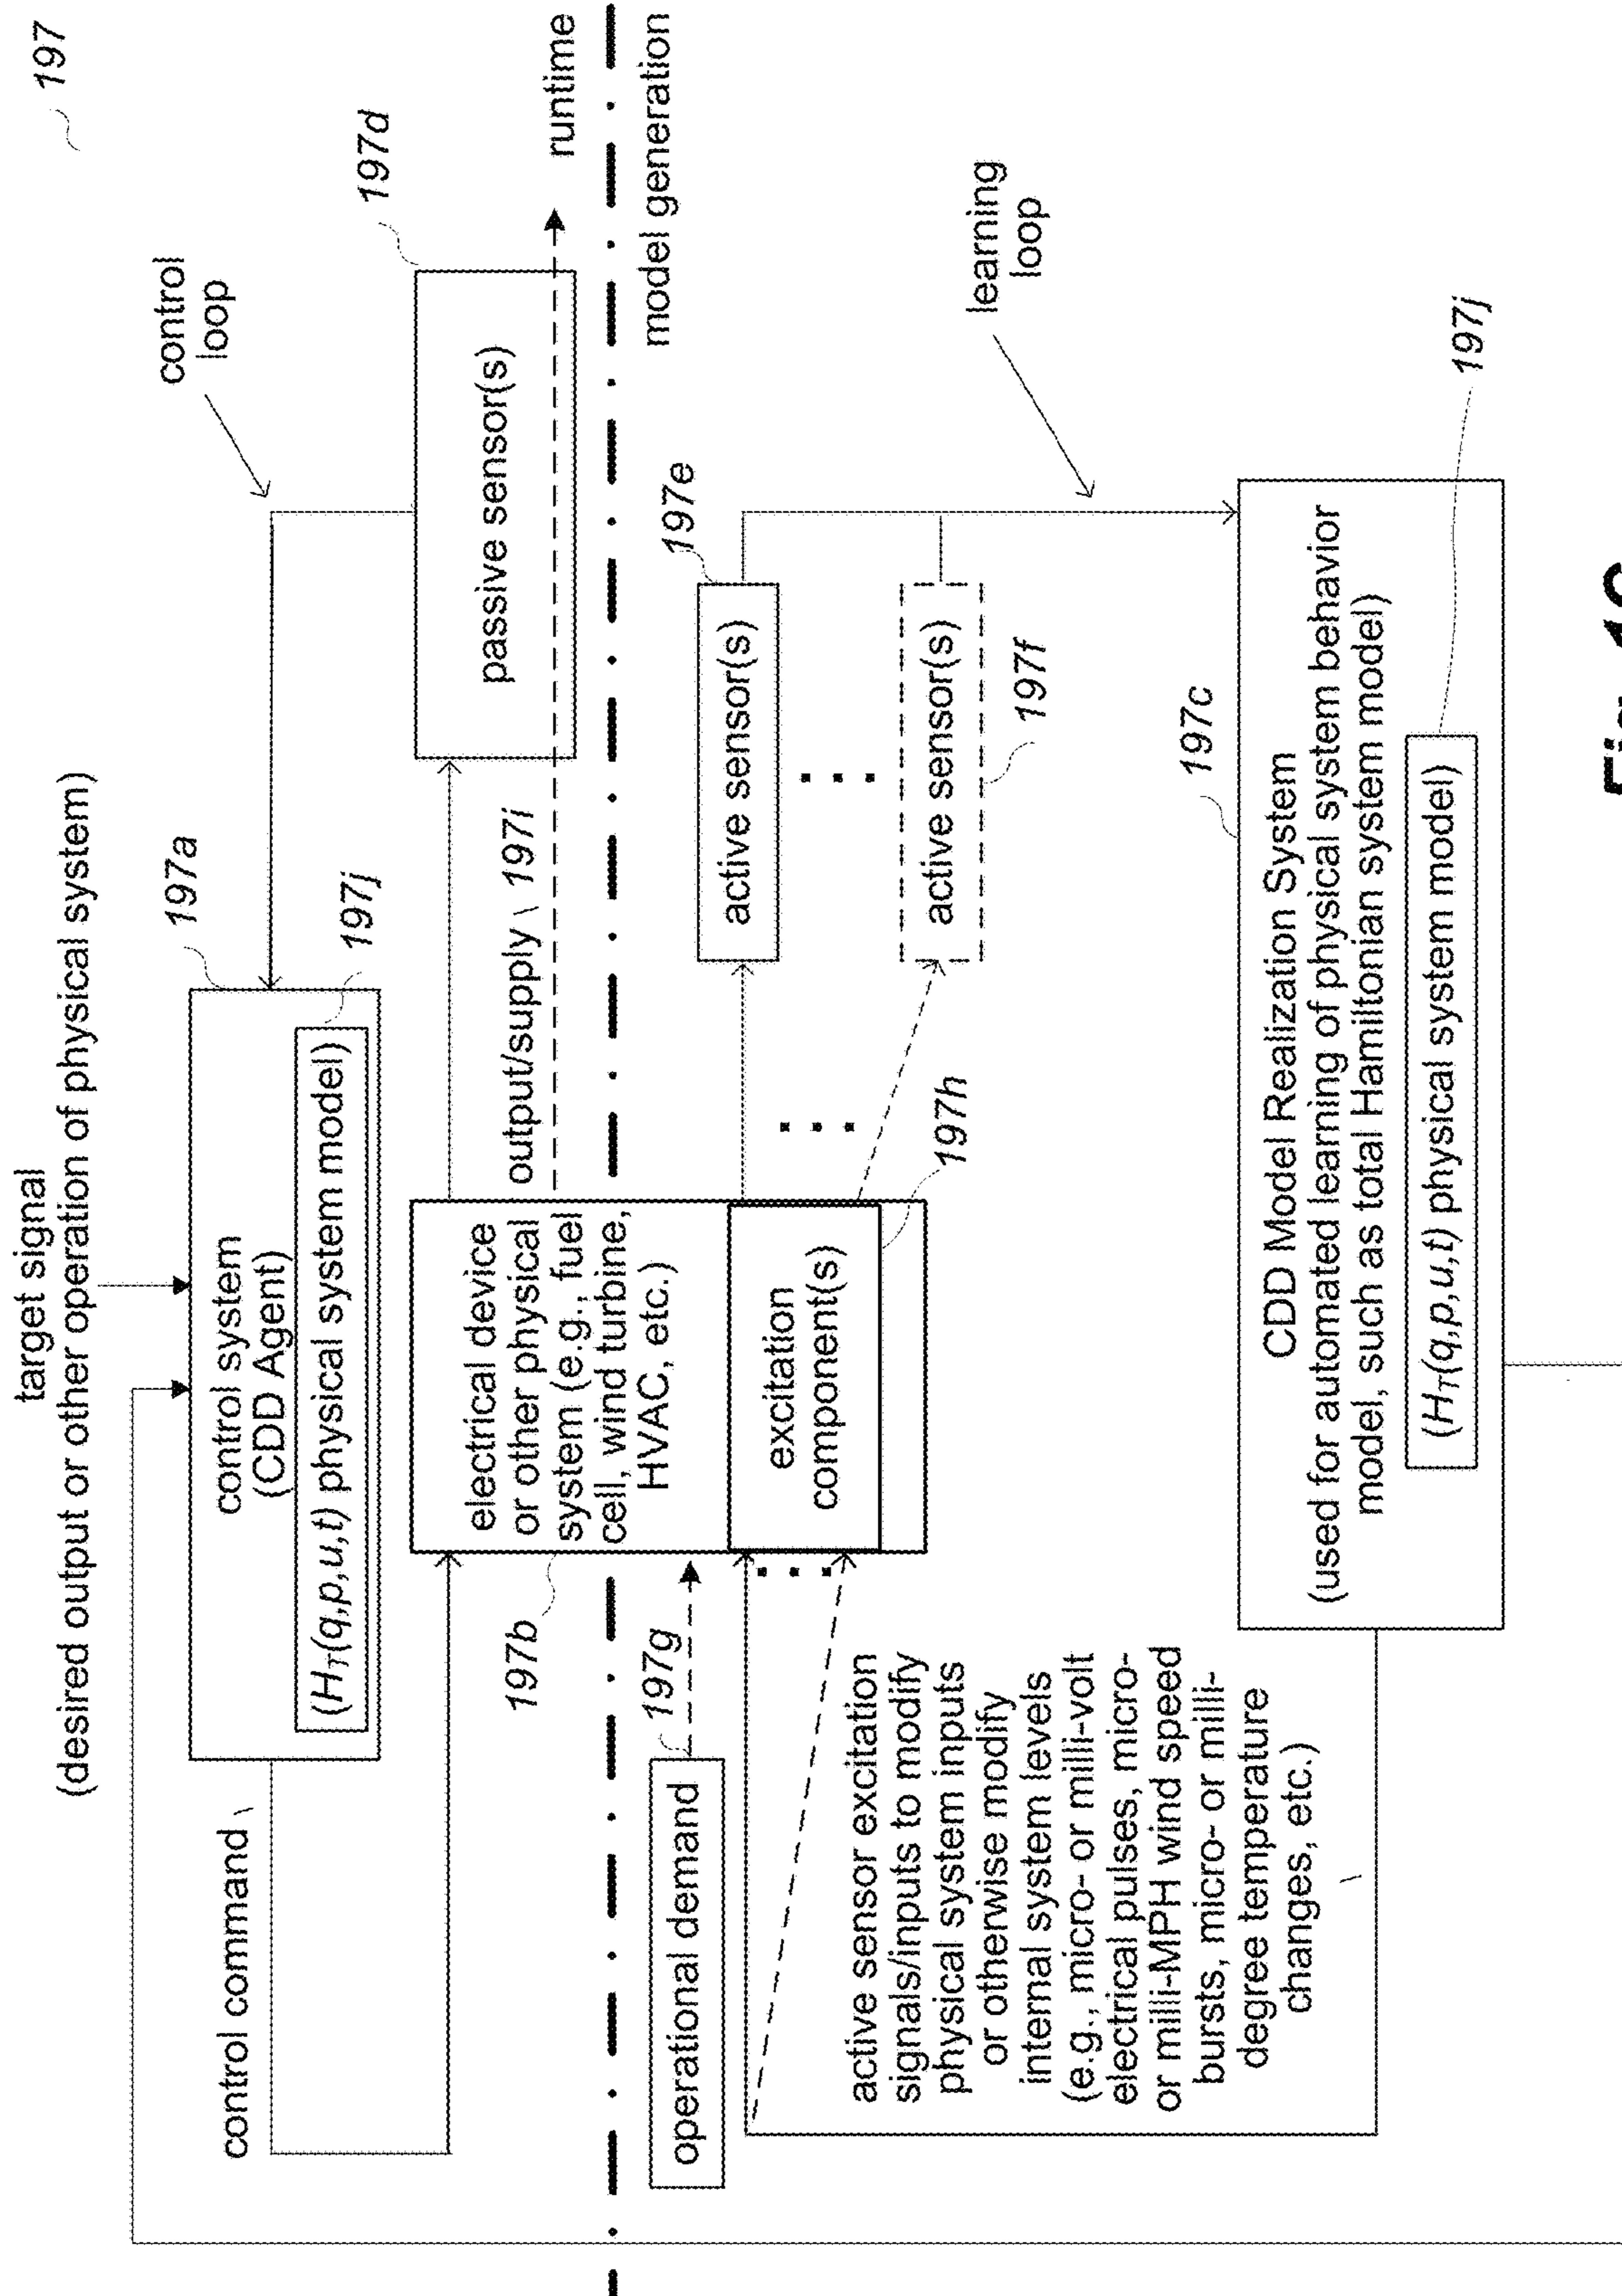 197
target signal
(desired output or other operation of physical system)
197a
control system
(CDD Agent)
197j
(H_T(q,p,u,t) physical system model)
control command
control
loop
197d
passive sensor(s)
electrical device
or other physical
system (e.g., fuel
cell, wind turbine,
HVAC, etc.)
197b
output/supply 197i
runtime
model generation
operational demand
197g
excitation
component(s)
197h
197e
active sensor(s)
active sensor(s)
197f
learning
loop
active sensor excitation
signals/inputs to modify
physical system inputs
or otherwise modify
internal system levels
(e.g., micro- or milli-volt
electrical pulses, micro-
or milli-MPH wind speed
bursts, micro- or milli-
degree temperature
changes, etc.)
197c
CDD Model Realization System
(used for automated learning of physical system behavior
model, such as total Hamiltonian system model)
(H_T(q,p,u,t) physical system model)
197j